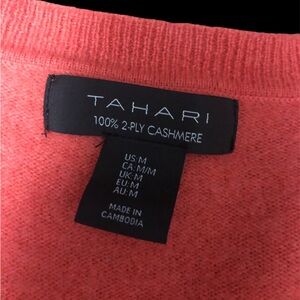 TAHARI
100% 2-PLY CASHMERE
US:M
CA:M/M
UK:M
EU:M
AU:M
MADE IN
CAMBODIA